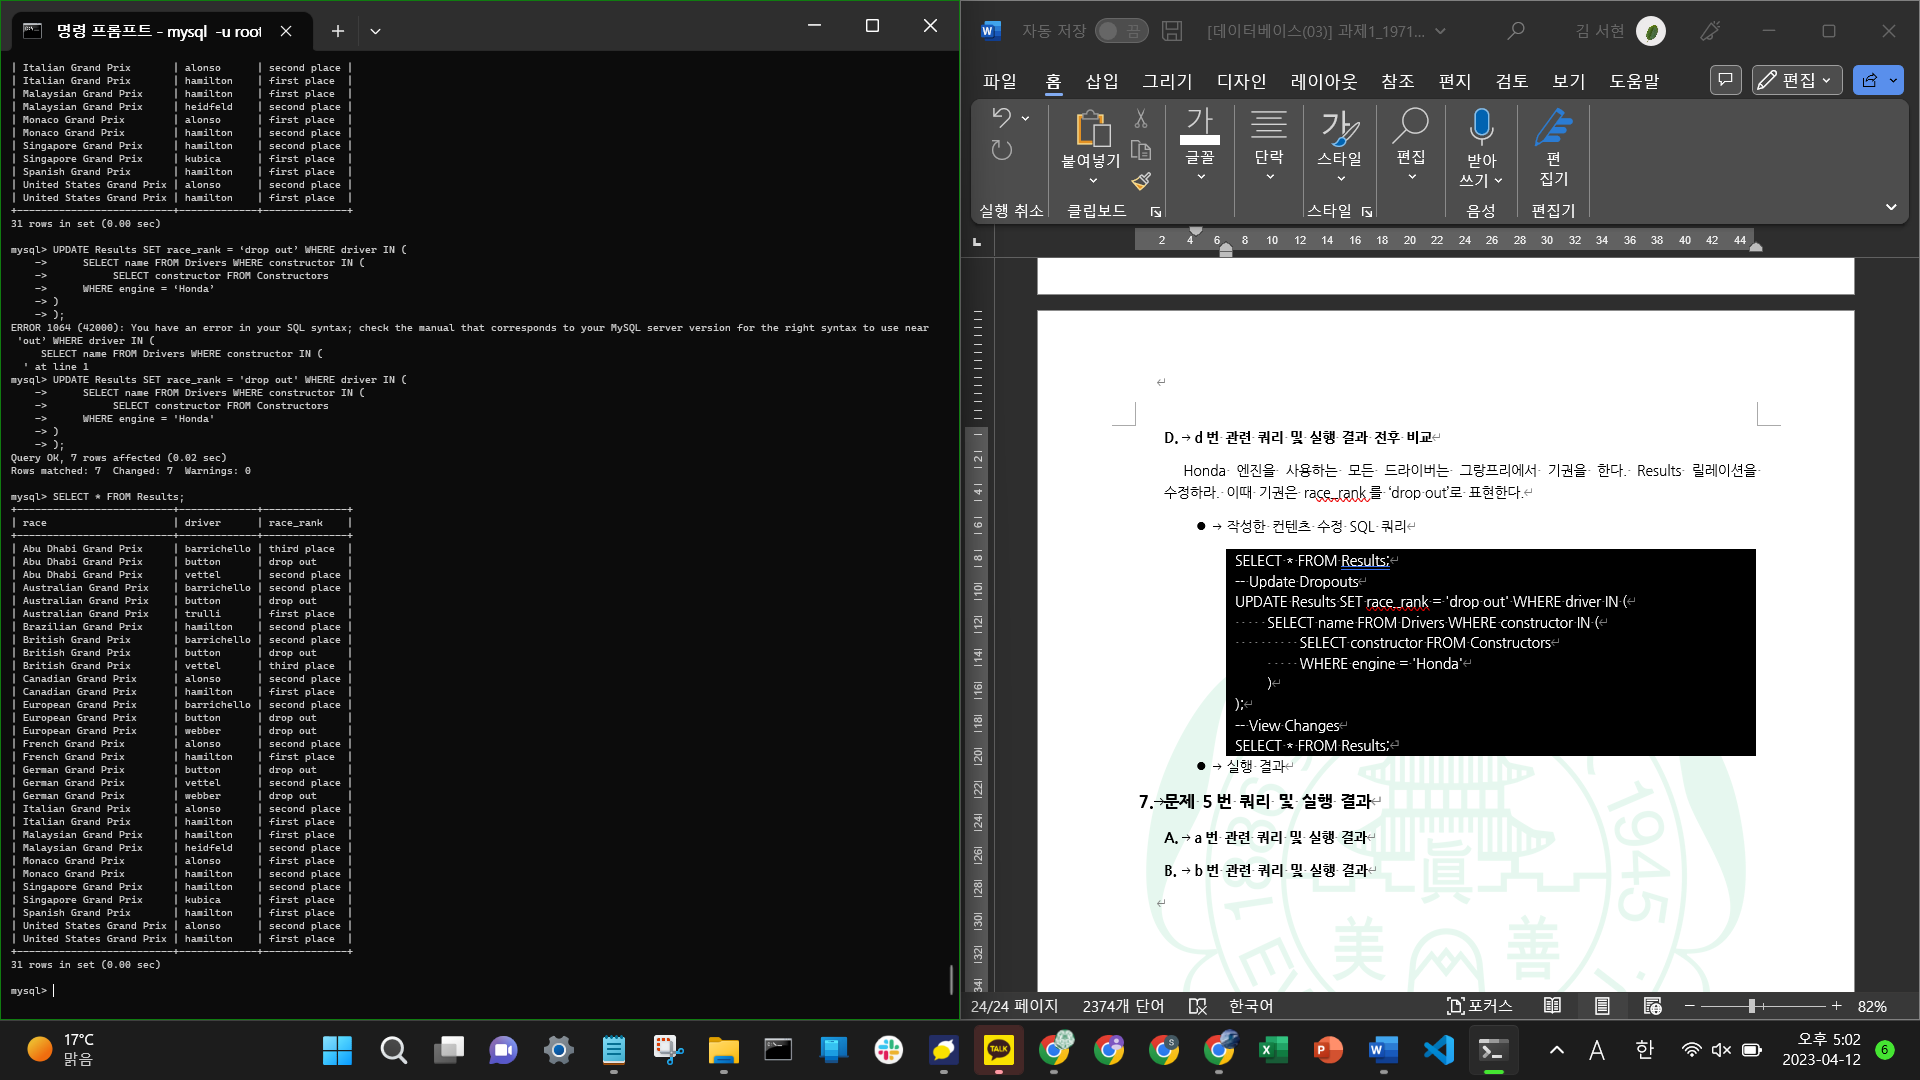 명령 프롬프트 - mysql  -u root
| Italian Grand Prix       | alonso      | second place |
| Italian Grand Prix       | hamilton    | first place  |
| Malaysian Grand Prix     | hamilton    | first place  |
| Malaysian Grand Prix     | heidfeld    | second place |
| Monaco Grand Prix        | alonso      | first place  |
| Monaco Grand Prix        | hamilton    | second place |
| Singapore Grand Prix     | hamilton    | second place |
| Singapore Grand Prix     | kubica      | first place  |
| Spanish Grand Prix       | hamilton    | first place  |
| United States Grand Prix | alonso      | second place |
| United States Grand Prix | hamilton    | first place  |
+--------------------------+-------------+--------------+
31 rows in set (0.00 sec)
mysql> UPDATE Results SET race_rank = ‘drop out’ WHERE driver IN (
    ->      SELECT name FROM Drivers WHERE constructor IN (
    ->           SELECT constructor FROM Constructors
    ->      WHERE engine = ‘Honda’
    -> )
    -> );
ERROR 1064 (42000): You have an error in your SQL syntax; check the manual that corresponds to your MySQL server version for the right syntax to use near
 'out’ WHERE driver IN (
     SELECT name FROM Drivers WHERE constructor IN (
  ' at line 1
mysql> UPDATE Results SET race_rank = 'drop out' WHERE driver IN (
    ->      SELECT name FROM Drivers WHERE constructor IN (
    ->           SELECT constructor FROM Constructors
    ->      WHERE engine = 'Honda'
    -> )
    -> );
Query OK, 7 rows affected (0.02 sec)
Rows matched: 7  Changed: 7  Warnings: 0
mysql> SELECT * FROM Results;
+--------------------------+-------------+--------------+
| race                     | driver      | race_rank    |
+--------------------------+-------------+--------------+
| Abu Dhabi Grand Prix     | barrichello | third place  |
| Abu Dhabi Grand Prix     | button      | drop out     |
| Abu Dhabi Grand Prix     | vettel      | second place |
| Australian Grand Prix    | barrichello | second place |
| Australian Grand Prix    | button      | drop out     |
| Australian Grand Prix    | trulli      | first place  |
| Brazilian Grand Prix     | hamilton    | first place  |
| British Grand Prix       | barrichello | second place |
| British Grand Prix       | button      | drop out     |
| British Grand Prix       | vettel      | third place  |
| Canadian Grand Prix      | alonso      | second place |
| Canadian Grand Prix      | hamilton    | first place  |
| European Grand Prix      | barrichello | second place |
| European Grand Prix      | button      | drop out     |
| European Grand Prix      | webber      | drop out     |
| French Grand Prix        | alonso      | second place |
| French Grand Prix        | hamilton    | first place  |
| German Grand Prix        | button      | drop out     |
| German Grand Prix        | vettel      | second place |
| German Grand Prix        | webber      | drop out     |
| Italian Grand Prix       | alonso      | second place |
| Italian Grand Prix       | hamilton    | first place  |
| Malaysian Grand Prix     | hamilton    | first place  |
| Malaysian Grand Prix     | heidfeld    | second place |
| Monaco Grand Prix        | alonso      | first place  |
| Monaco Grand Prix        | hamilton    | second place |
| Singapore Grand Prix     | hamilton    | second place |
| Singapore Grand Prix     | kubica      | first place  |
| Spanish Grand Prix       | hamilton    | first place  |
| United States Grand Prix | alonso      | second place |
| United States Grand Prix | hamilton    | first place  |
+--------------------------+-------------+--------------+
31 rows in set (0.00 sec)
mysql>
자동 저장 끔 [데이터베이스(03)] 과제1_1971... 김 서현
파일 홈 삽입 그리기 디자인 레이아웃 참조 편지 검토 보기 도움말 편집
붙여넣기 가 글꼴 단락 가 스타일 편집 받아쓰기 편집기
실행 취소 클립보드 스타일 음성 편집기
2 4 6 8 10 12 14 16 18 20 22 24 26 28 30 32 34 36 38 40 42 44
D. → d 번 관련 쿼리 및 실행 결과 전후 비교
Honda 엔진을 사용하는 모든 드라이버는 그랑프리에서 기권을 한다. Results 릴레이션을
수정하라. 이때 기권은 race_rank 를 ‘drop out’로 표현한다.
● → 작성한 컨텐츠 수정 SQL 쿼리
SELECT * FROM Results;
-- Update Dropouts
UPDATE Results SET race_rank = 'drop out' WHERE driver IN (
SELECT name FROM Drivers WHERE constructor IN (
SELECT constructor FROM Constructors
WHERE engine = 'Honda'
)
);
-- View Changes
SELECT * FROM Results;
● → 실행 결과
7. → 문제 5 번 쿼리 및 실행 결과
A. → a 번 관련 쿼리 및 실행 결과
B. → b 번 관련 쿼리 및 실행 결과
1886 1945
眞
美 善
24/24 페이지 2374개 단어 한국어 포커스 82%
17°C
맑음
TALK
A 한
오후 5:02
2023-04-12
6